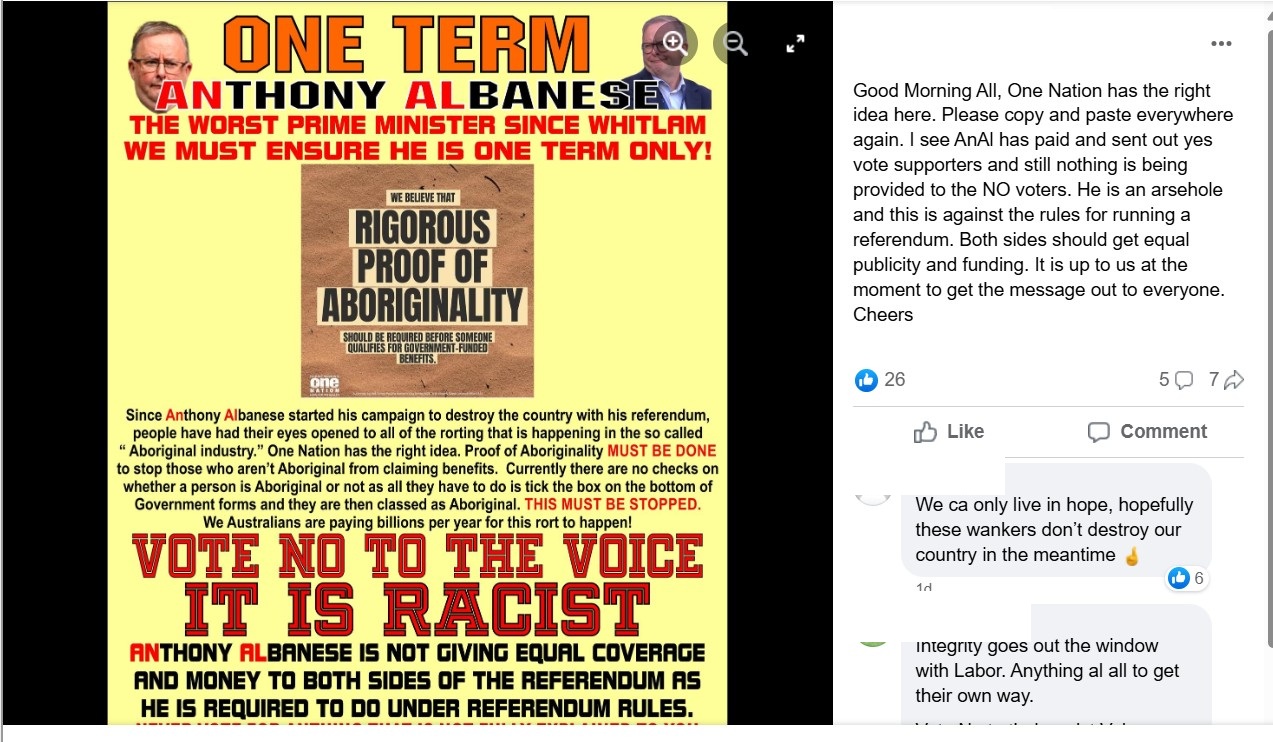 ONE TERM
ANTHONY ALBANESE
THE WORST PRIME MINISTER SINCE WHITLAM
WE MUST ENSURE HE IS ONE TERM ONLY!
WE BELIEVE THAT
RIGOROUS
PROOF OF
ABORIGINALITY
SHOULD BE REQUIRED BEFORE SOMEONE
QUALIFIES FOR GOVERNMENT-FUNDED
BENEFITS.
one
NATION
Since Anthony Albanese started his campaign to destroy the country with his referendum,
people have had their eyes opened to all of the rorting that is happening in the so called
“ Aboriginal industry.” One Nation has the right idea. Proof of Aboriginality MUST BE DONE
to stop those who aren’t Aboriginal from claiming benefits.  Currently there are no checks on
whether a person is Aboriginal or not as all they have to do is tick the box on the bottom of
Government forms and they are then classed as Aboriginal. THIS MUST BE STOPPED.
We Australians are paying billions per year for this rort to happen!
VOTE NO TO THE VOICE
IT IS RACIST
ANTHONY ALBANESE IS NOT GIVING EQUAL COVERAGE
AND MONEY TO BOTH SIDES OF THE REFERENDUM AS
HE IS REQUIRED TO DO UNDER REFERENDUM RULES.
Good Morning All, One Nation has the right
idea here. Please copy and paste everywhere
again. I see AnAl has paid and sent out yes
vote supporters and still nothing is being
provided to the NO voters. He is an arsehole
and this is against the rules for running a
referendum. Both sides should get equal
publicity and funding. It is up to us at the
moment to get the message out to everyone.
Cheers
26
5 7
Like Comment
We ca only live in hope, hopefully
these wankers don’t destroy our
country in the meantime 🤞
6
1d
Integrity goes out the window
with Labor. Anything al all to get
their own way.